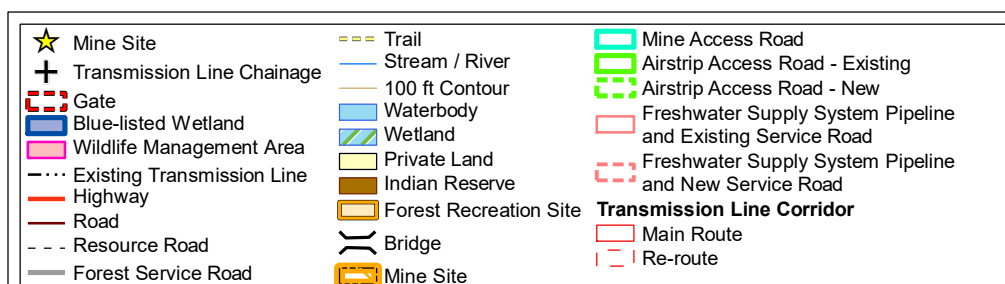 Mine Site
Transmission Line Chainage
Gate
Blue-listed Wetland
Wildlife Management Area
Existing Transmission Line
Highway
Road
Resource Road
Forest Service Road
Trail
Stream / River
100 ft Contour
Waterbody
Wetland
Private Land
Indian Reserve
Forest Recreation Site
Bridge
Mine Site
Mine Access Road
Airstrip Access Road - Existing
Airstrip Access Road - New
Freshwater Supply System Pipeline
and Existing Service Road
Freshwater Supply System Pipeline
and New Service Road
Transmission Line Corridor
Main Route
Re-route